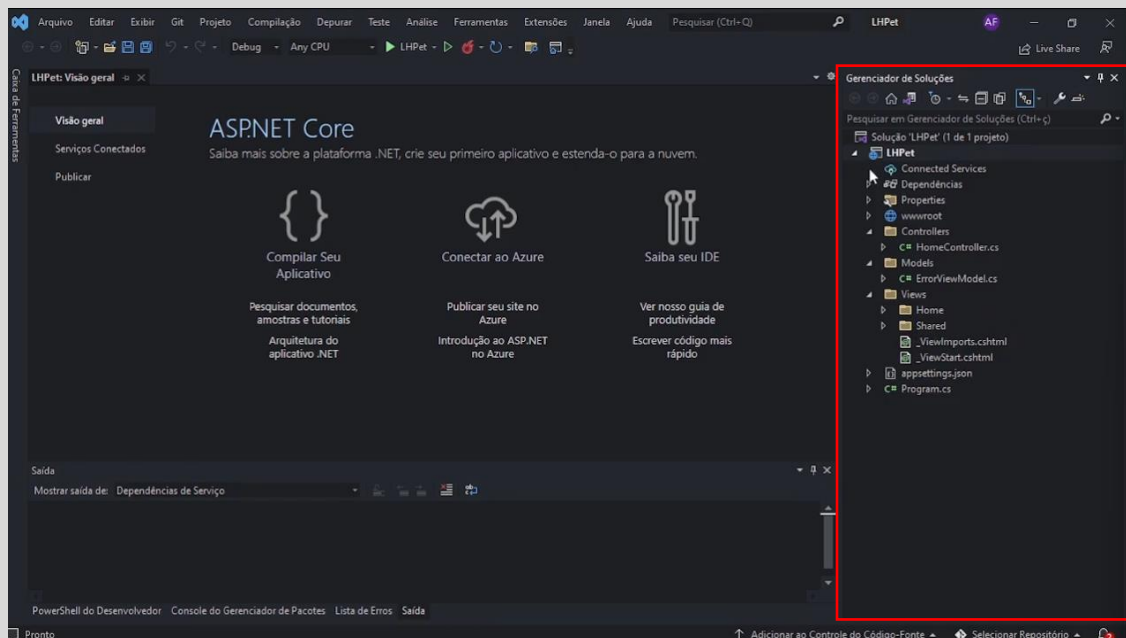 Arquivo Editar Exibir Git Projeto Compilação Depurar Teste Análise Ferramentas Extensões Janela Ajuda Pesquisar (Ctrl+Q) LHPet AF
Debug Any CPU LHPet Live Share
Caixa de Ferramentas
LHPet: Visão geral
Visão geral
Serviços Conectados
Publicar
ASP.NET Core
Saiba mais sobre a plataforma .NET, crie seu primeiro aplicativo e estenda-o para a nuvem.
Compilar Seu
Aplicativo
Pesquisar documentos,
amostras e tutoriais
Arquitetura do
aplicativo .NET
Conectar ao Azure
Publicar seu site no
Azure
Introdução ao ASP.NET
no Azure
Saiba seu IDE
Ver nosso guia de
produtividade
Escrever código mais
rápido
Gerenciador de Soluções
Pesquisar em Gerenciador de Soluções (Ctrl+ç)
Solução 'LHPet' (1 de 1 projeto)
LHPet
Connected Services
Dependências
Properties
wwwroot
Controllers
C# HomeController.cs
Models
C# ErrorViewModel.cs
Views
Home
Shared
_ViewImports.cshtml
_ViewStart.cshtml
appsettings.json
C# Program.cs
Saída
Mostrar saída de: Dependências de Serviço
PowerShell do Desenvolvedor Console do Gerenciador de Pacotes Lista de Erros Saída
Pronto Adicionar ao Controle do Código-Fonte Selecionar Repositório